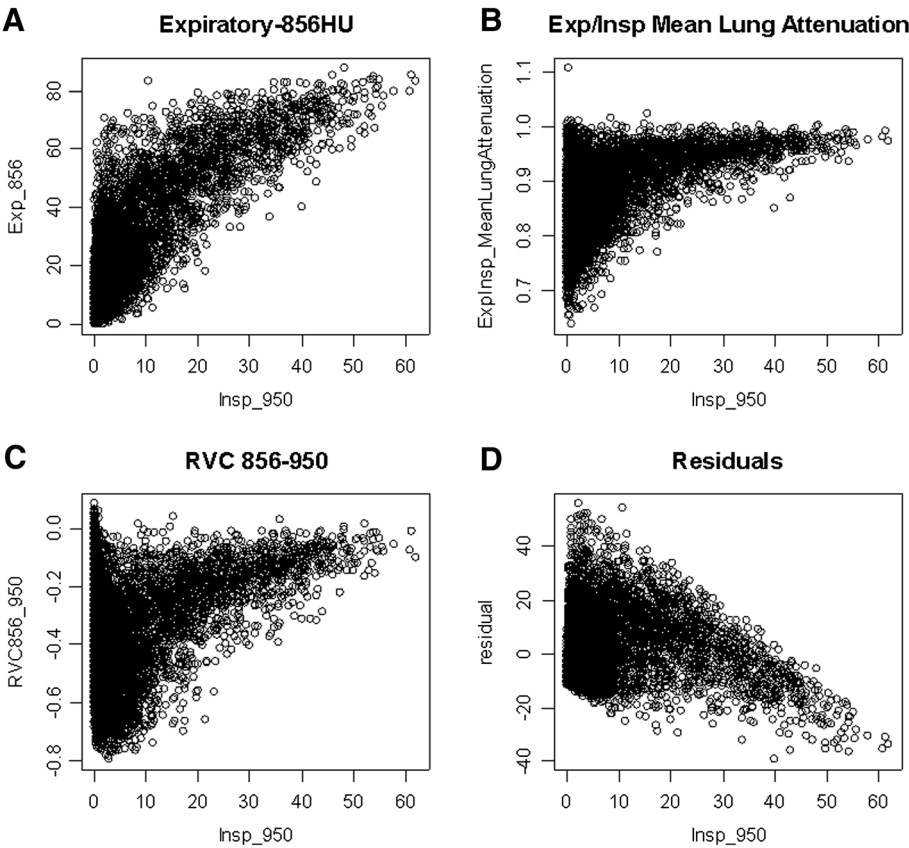 A
Expiratory-856HU
Exp_856
80
60
40
20
0
0 10 20 30 40 50 60
Insp_950
B
Exp/Insp Mean Lung Attenuation
ExpInsp_MeanLungAttenuation
1.1
1.0
0.9
0.8
0.7
0 10 20 30 40 50 60
Insp_950
C
RVC 856-950
RVC856_950
0.0
-0.2
-0.4
-0.6
-0.8
0 10 20 30 40 50 60
Insp_950
D
Residuals
residual
40
20
0
-20
-40
0 10 20 30 40 50 60
Insp_950